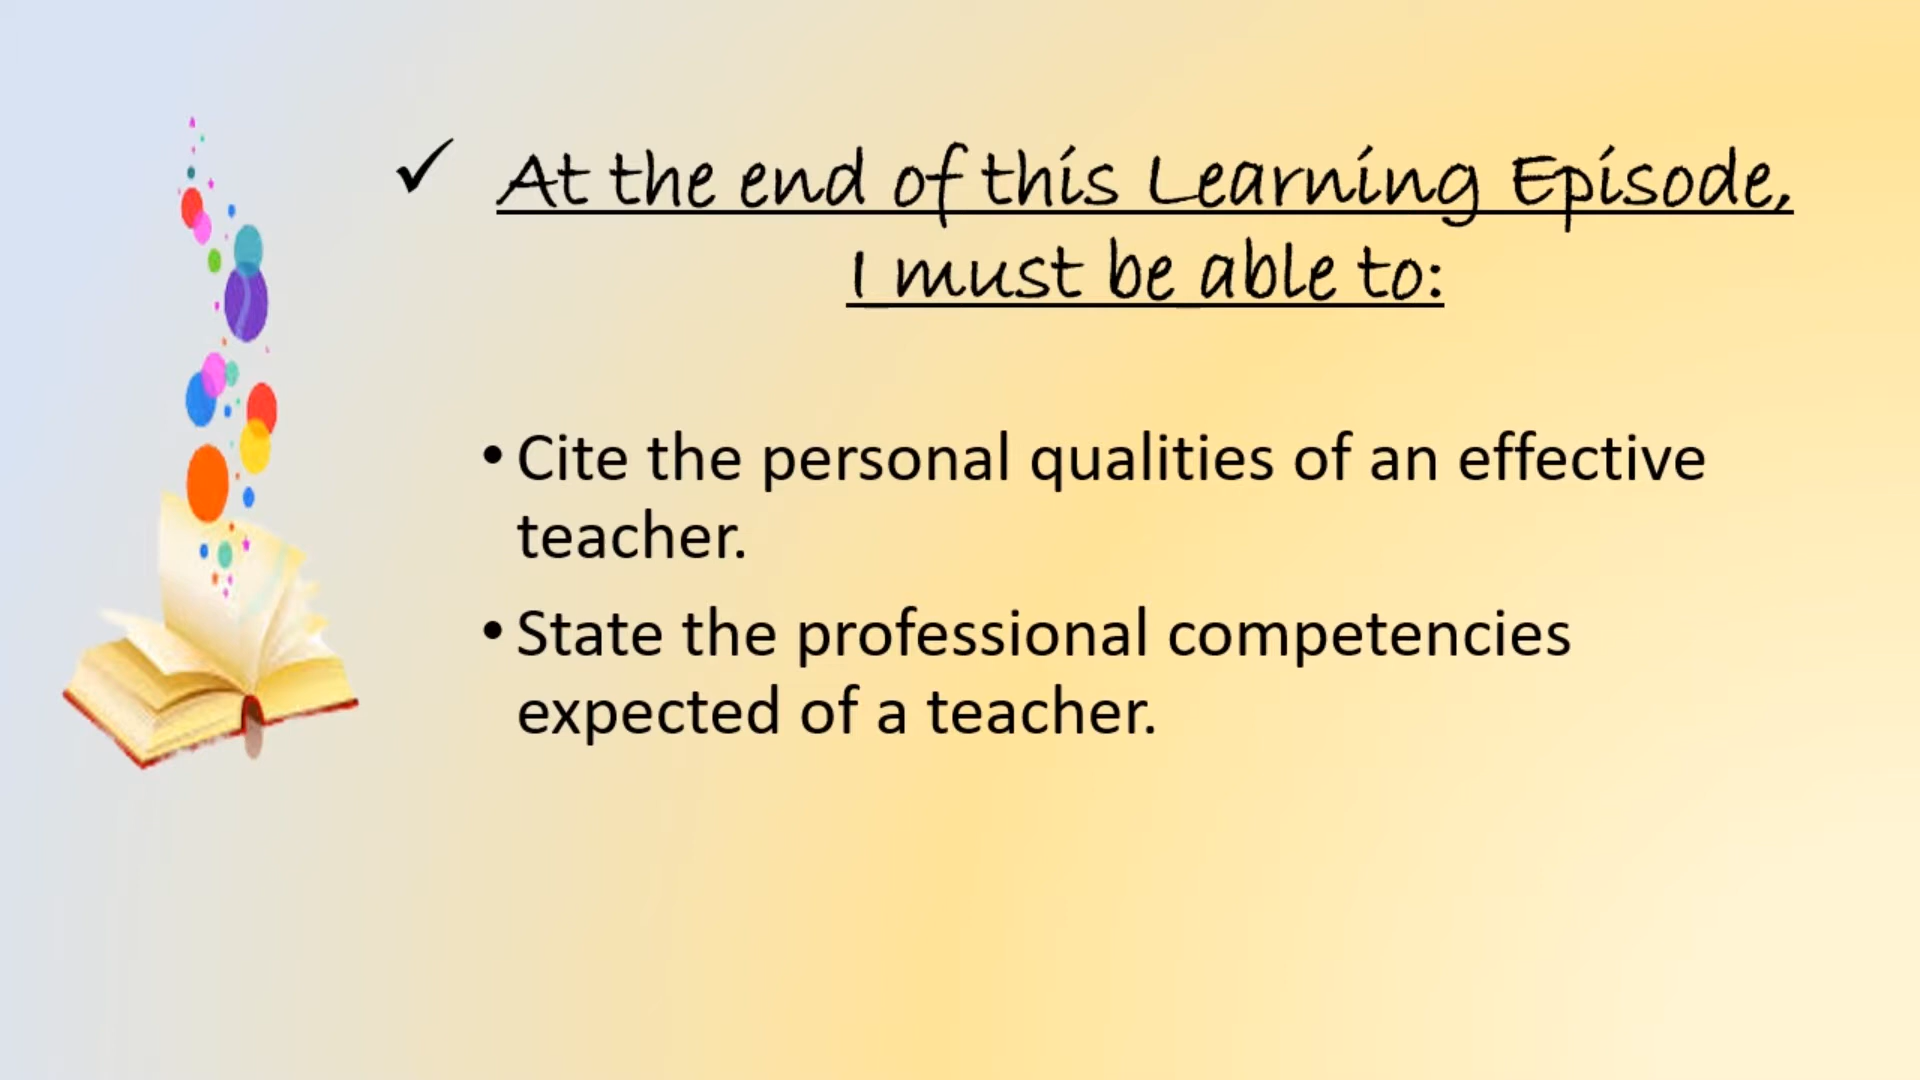 ✓ At the end of this Learning Episode,
I must be able to:
• Cite the personal qualities of an effective
teacher.
• State the professional competencies
expected of a teacher.